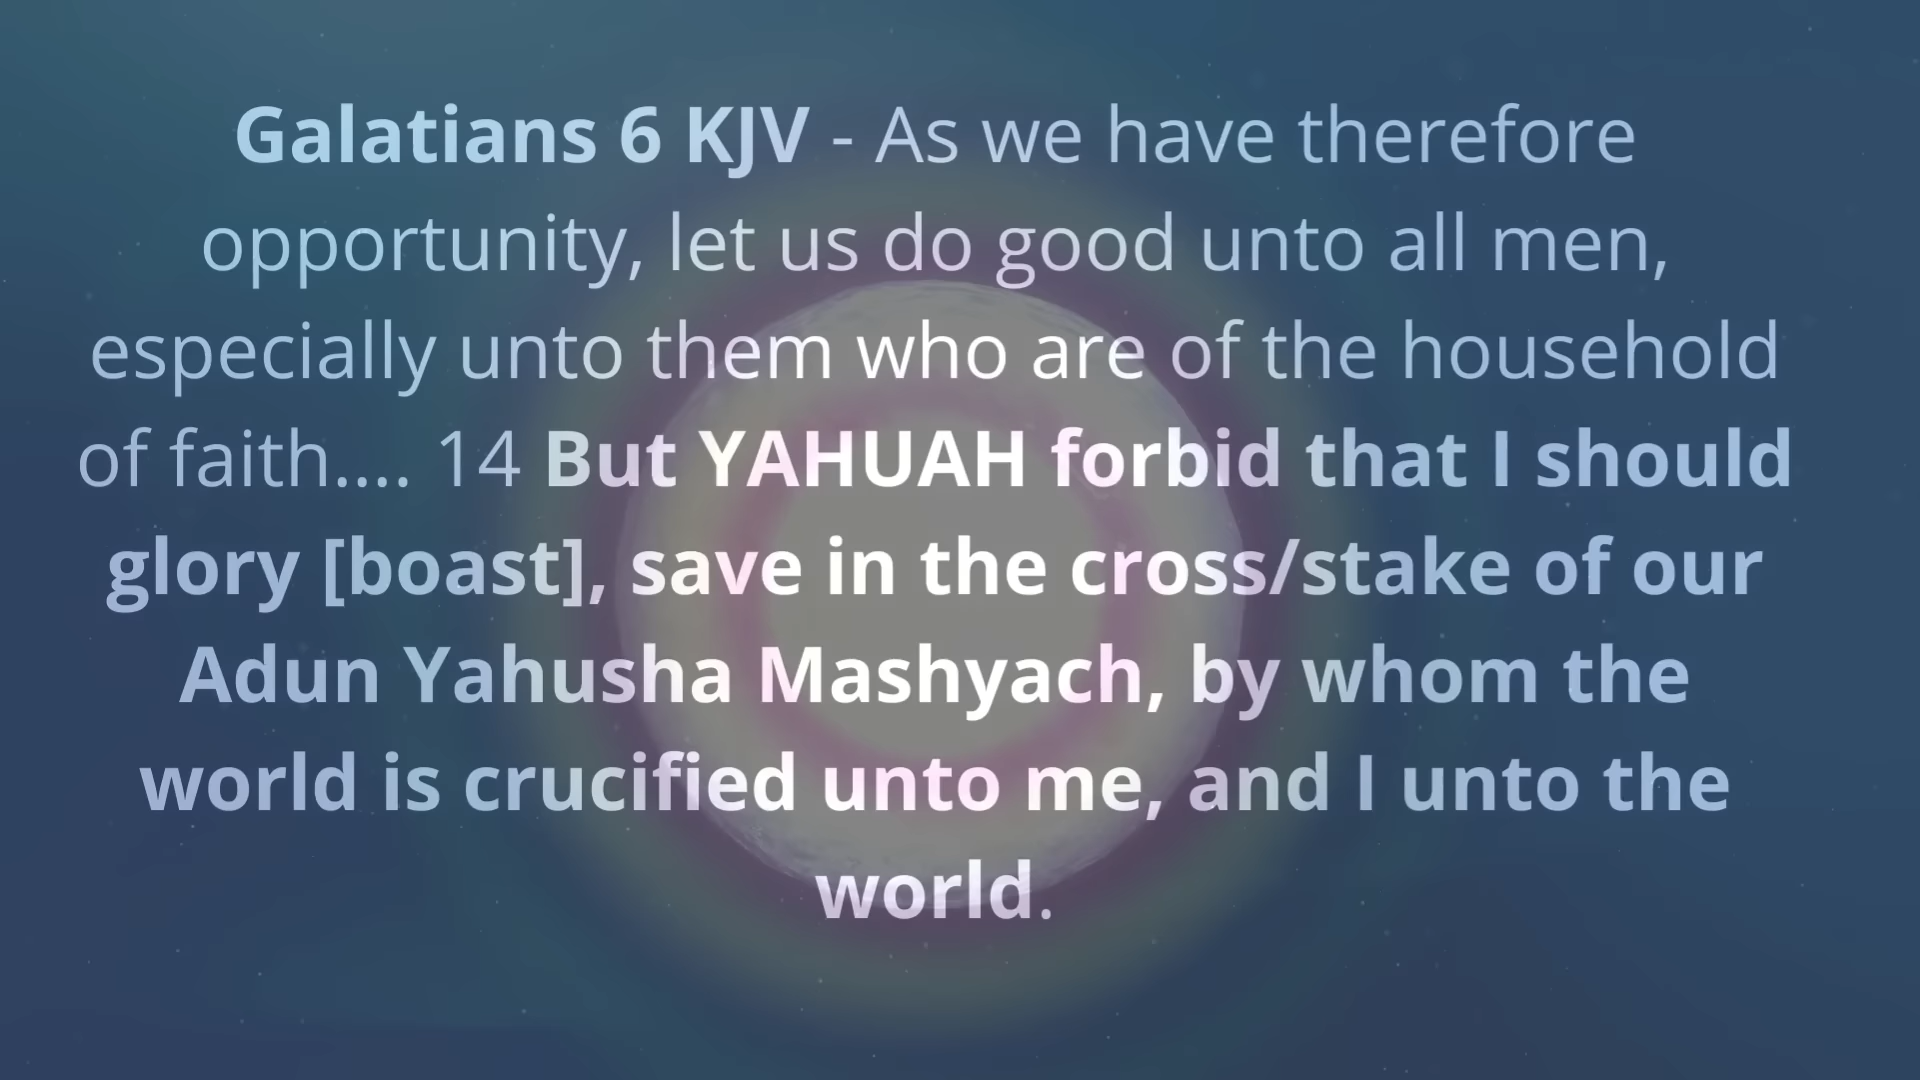 Galatians 6 KJV - As we have therefore
opportunity, let us do good unto all men,
especially unto them who are of the household
of faith.... 14 But YAHUAH forbid that I should
glory [boast], save in the cross/stake of our
Adun Yahusha Mashyach, by whom the
world is crucified unto me, and I unto the
world.